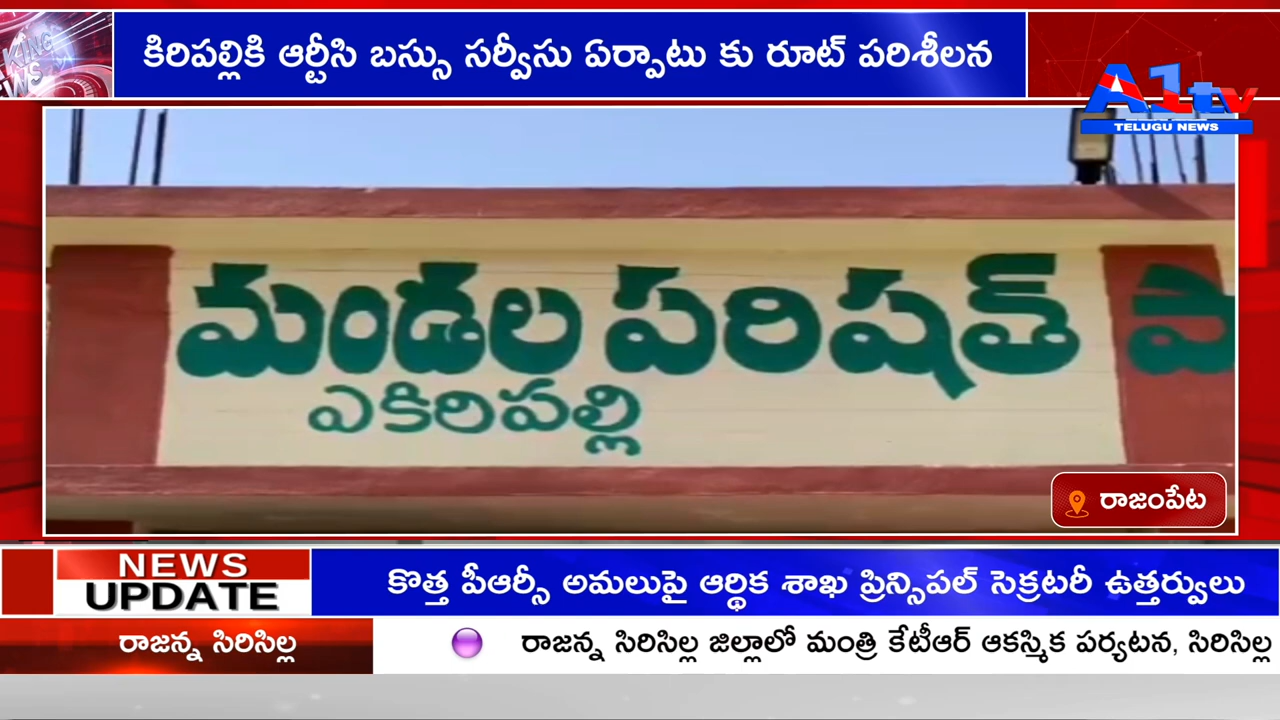 కిరిపల్లికి ఆర్టీసి బస్సు సర్వీసు ఏర్పాటు కు రూట్ పరిశీలన
A1tv
TELUGU NEWS
మండల పరిషత్ పా
ఎకిరిపల్లి
రాజంపేట
NEWS
UPDATE
కొత్త పీఆర్సీ అమలుపై ఆర్థిక శాఖ ప్రిన్సిపల్ సెక్రటరీ ఉత్తర్వులు
రాజన్న సిరిసిల్ల
రాజన్న సిరిసిల్ల జిల్లాలో మంత్రి కేటీఆర్ ఆకస్మిక పర్యటన, సిరిసిల్ల